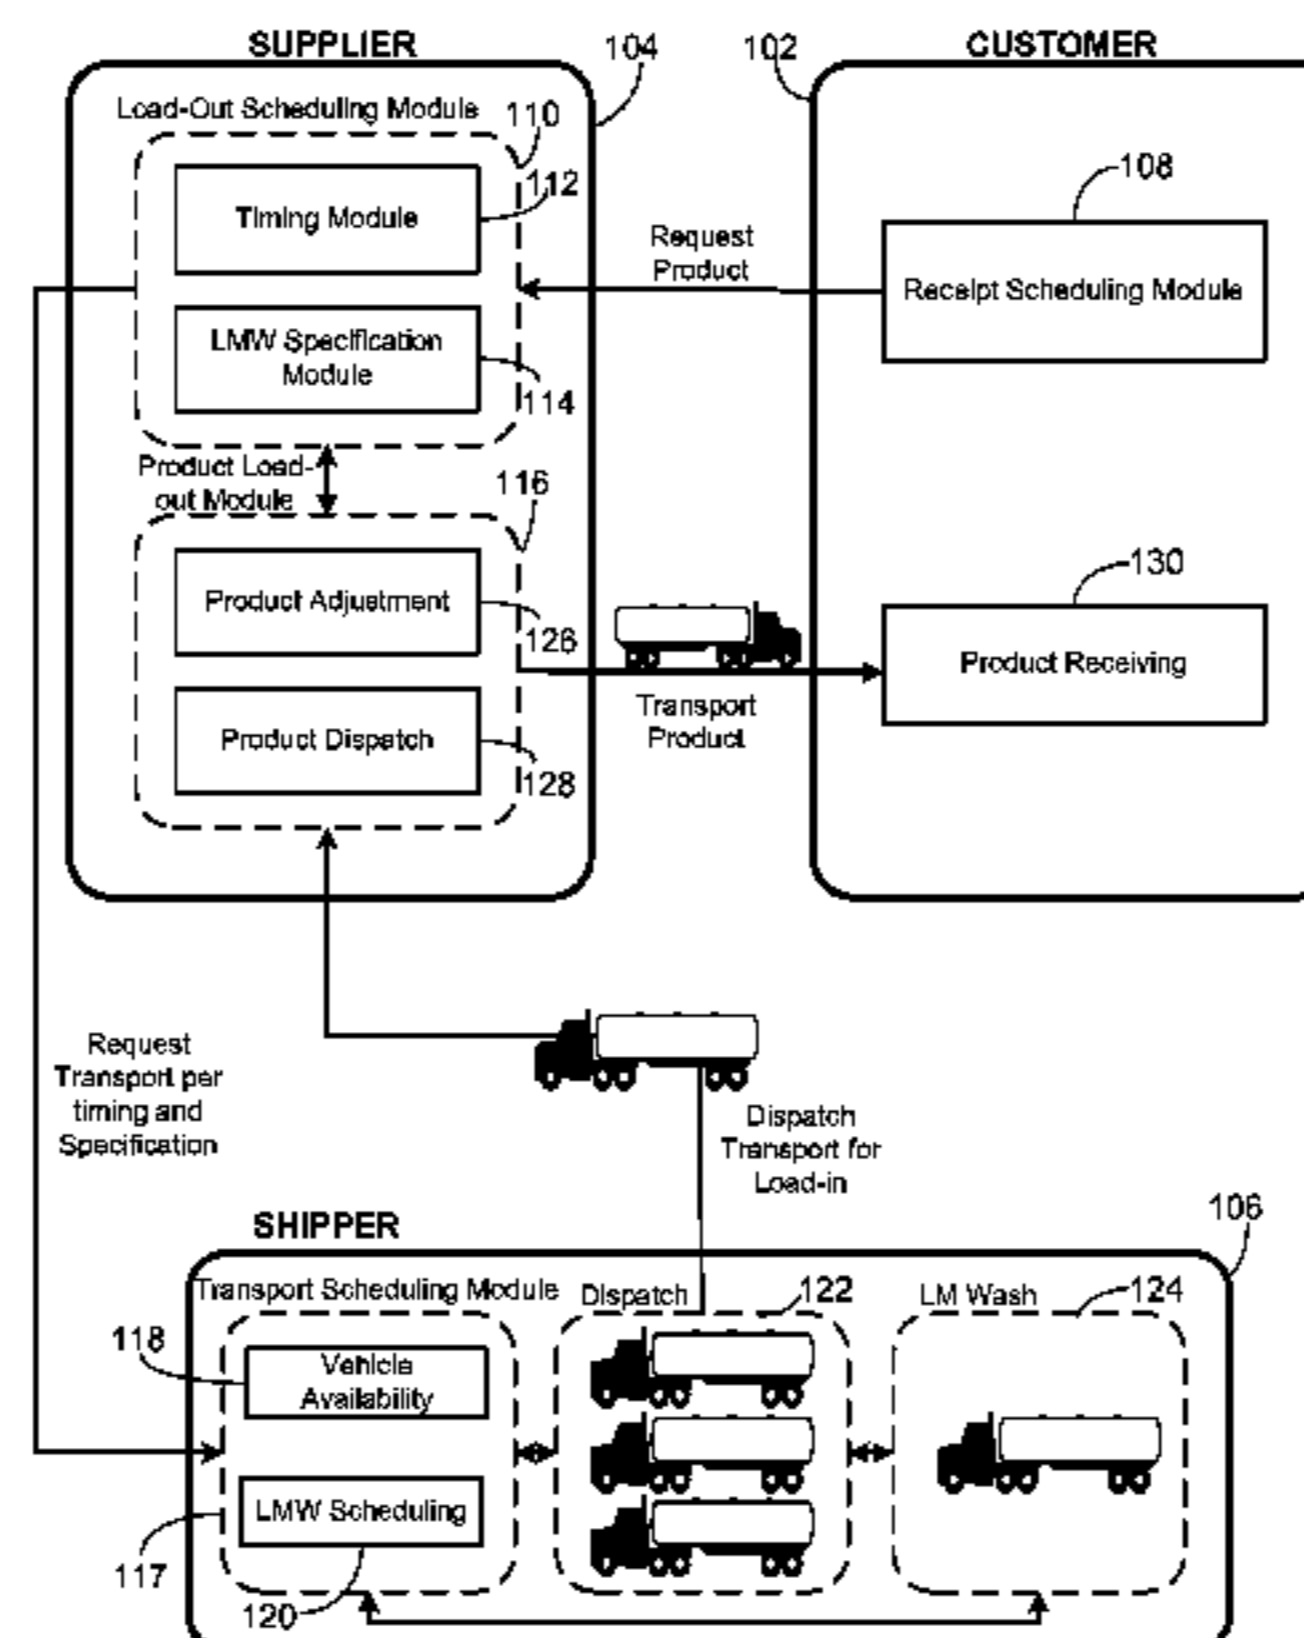 SUPPLIER
104
102
CUSTOMER
Load-Out Scheduling Module
110
112
Timing Module
108
Request
Product
Receipt Scheduling Module
LMW Specification
Module
114
Product Load-
out Module
116
130
Product Adjustment
126
Product Receiving
Transport
Product
Product Dispatch
128
Request
Transport per
timing and
Specification
Dispatch
Transport for
Load-in
106
SHIPPER
Transport Scheduling Module
Dispatch
122
LM Wash
124
118
Vehicle
Availability
LMW Scheduling
117
120